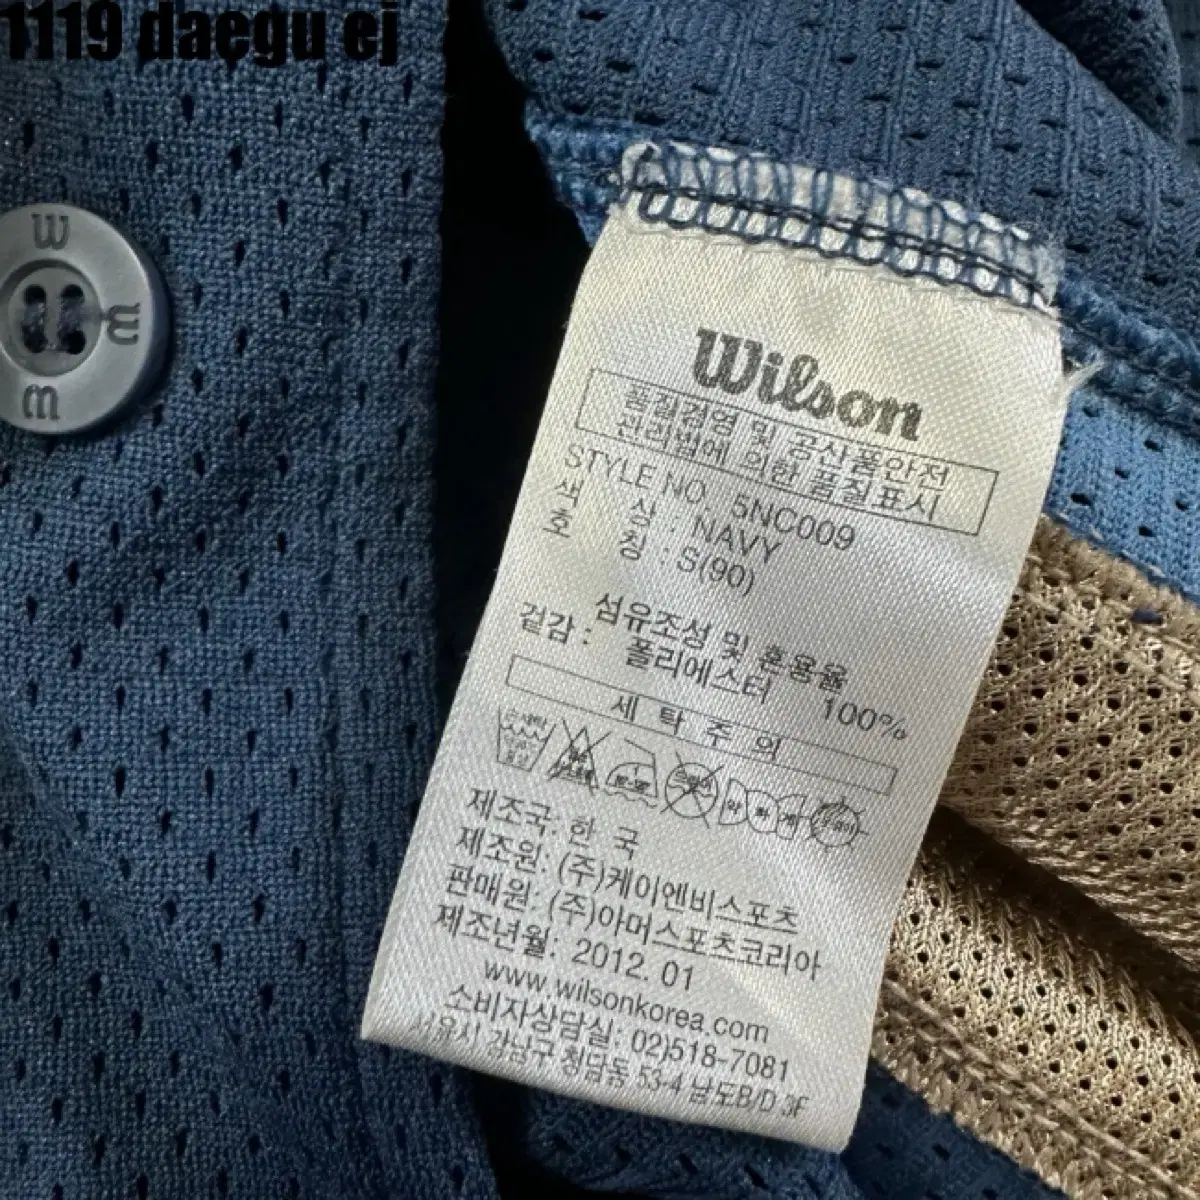 1119 daegu ej
W
m
m
Wilson
품질경영 및 공산품안전
관리법에 의한 품질표시
STYLE NO. 5NC009
색 상 : NAVY
호 칭 : S(90)
섬유조성 및 혼용율
겉감 : 폴리에스터 100%
세 탁 주 의
약 하 게
제조국: 한 국
제조원: (주)케이엔비스포츠
판매원: (주)아머스포츠코리아
제조년월: 2012. 01
www.wilsonkorea.com
소비자상담실: 02)518-7081
서울시 강남구 청담동 53-4 남도B/D 3F